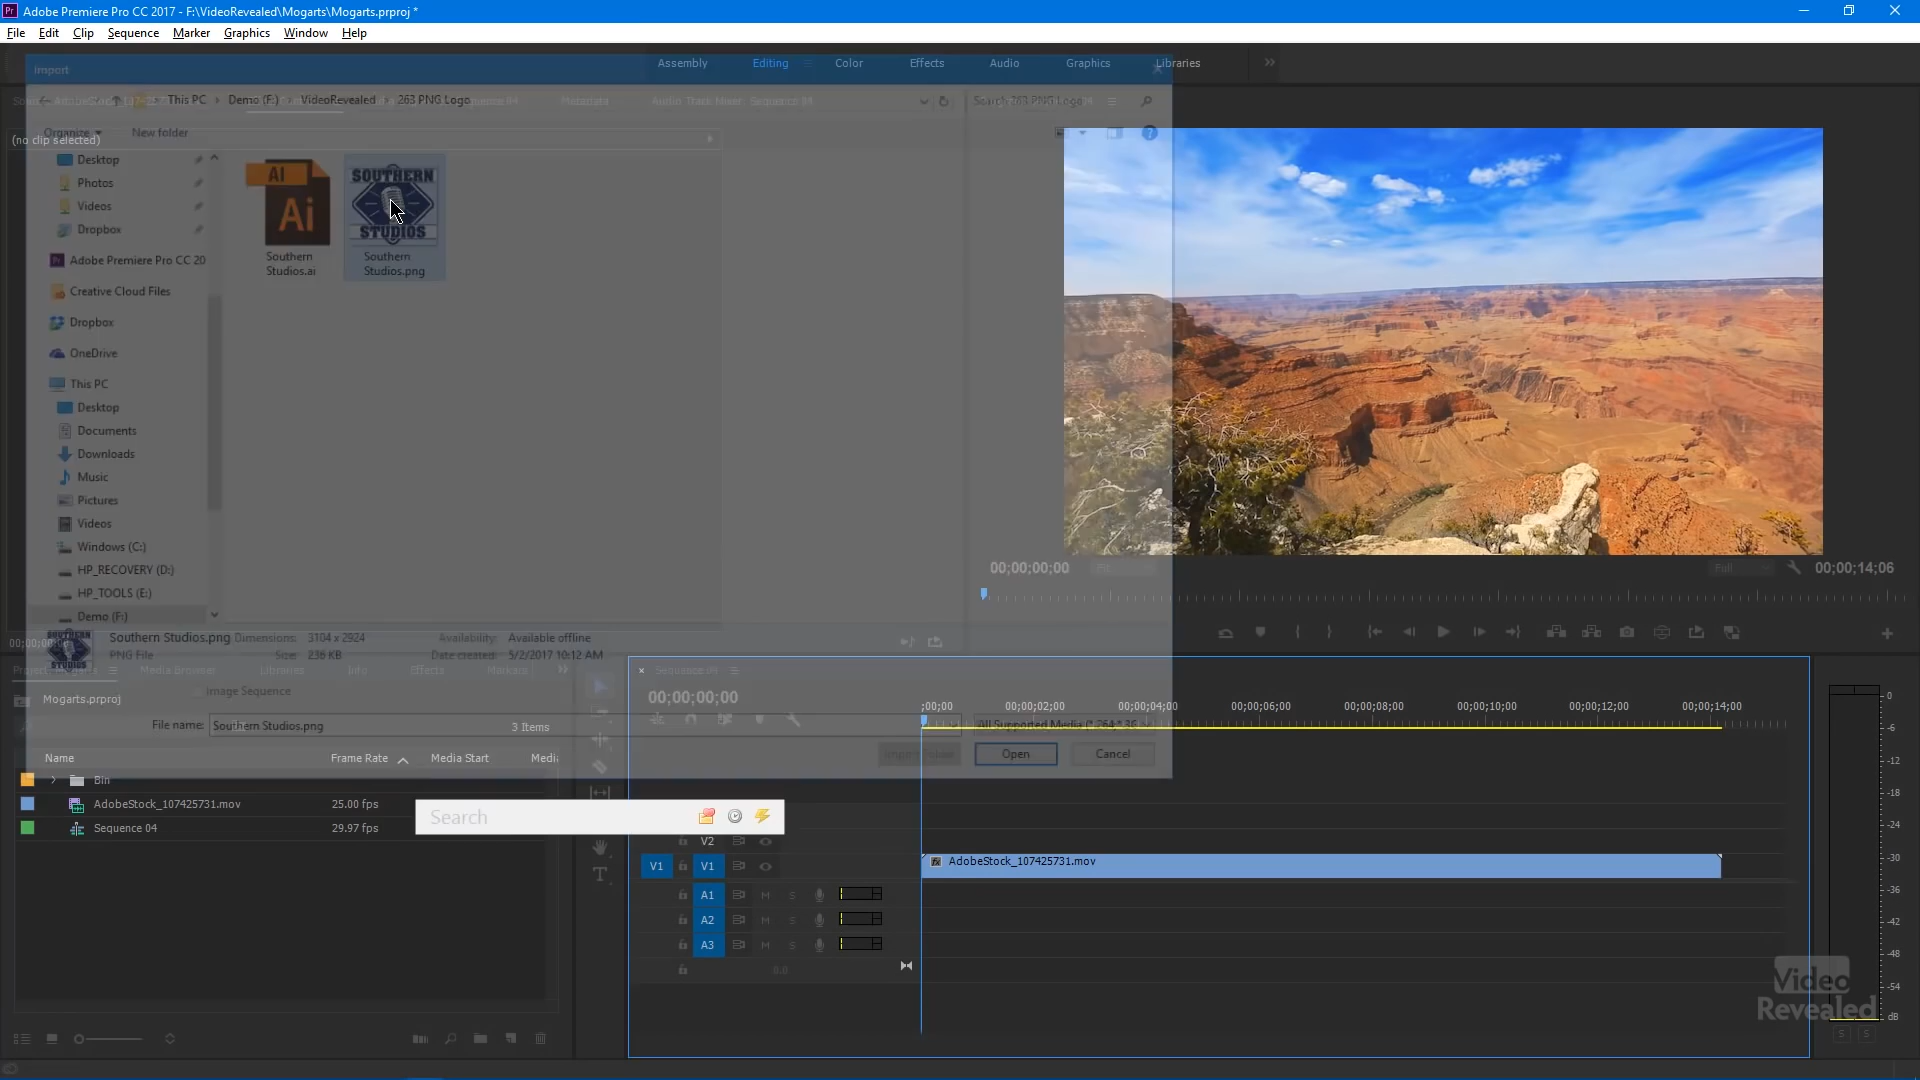 Adobe Premiere Pro CC 2017 - F:\VideoRevealed\Mogarts\Mogarts.prproj *
File Edit Clip Sequence Marker Graphics Window Help
Assembly Editing Color Effects Audio Graphics Libraries
Import
This PC > Demo (F:) > VideoRevealed > 263 PNG Logo
Metadata
Audio Track Mixer: Sequence 04
Search 263 PNG Logo
Organize New folder
(no clip selected)
Desktop
Photos
Videos
Dropbox
Adobe Premiere Pro CC 20
Creative Cloud Files
Dropbox
OneDrive
This PC
Desktop
Documents
Downloads
Music
Pictures
Videos
Windows (C:)
HP_RECOVERY (D:)
HP_TOOLS (E:)
Demo (F:)
Ai
Ai
Southern Studios.ai
SOUTHERN
STUDIOS
Southern Studios.png
00;00;00;00 Fit
Full 00;00;14;06
Southern Studios.png Dimensions: 3104 x 2924 Availability: Available offline
PNG File Size: 236 KB Date created: 5/2/2017 10:12 AM
Media Browser Libraries Info Effects Markers
Image Sequence
Mogarts.prproj
File name: Southern Studios.png
3 Items
All Supported Media
Import Folder Open Cancel
Name Frame Rate Media Start Media
Bin
AdobeStock_107425731.mov 25.00 fps
Sequence 04 29.97 fps
Search
Sequence 04
00;00;00;00
;00;00 00;00;02;00 00;00;04;00 00;00;06;00 00;00;08;00 00;00;10;00 00;00;12;00 00;00;14;00
V2
V1 V1 AdobeStock_107425731.mov
A1 M S
A2 M S
A3 M S
0.0
0
-6
-12
-18
-24
-30
-36
-42
-48
-54
dB
S S
Video
Revealed